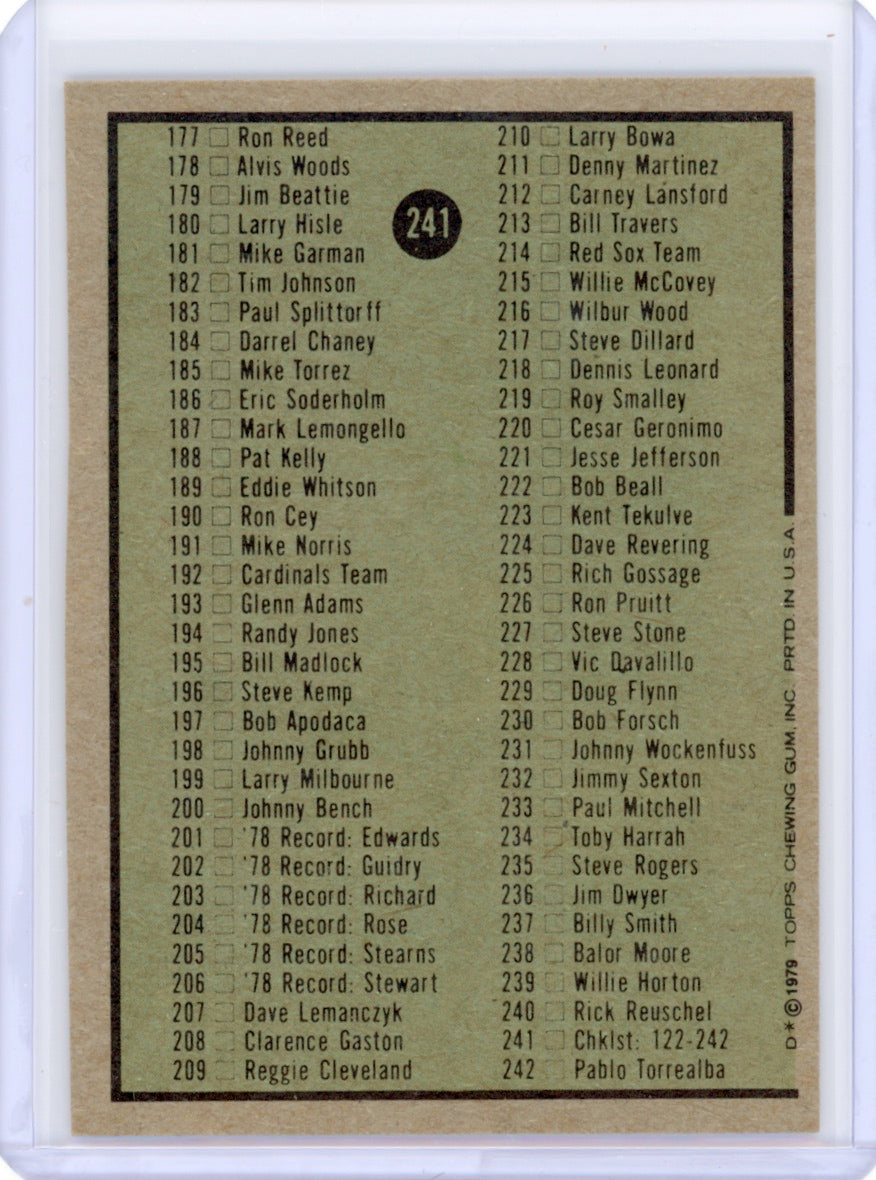 177 Ron Reed
178 Alvis Woods
179 Jim Beattie
180 Larry Hisle
181 Mike Garman
182 Tim Johnson
183 Paul Splittorff
184 Darrel Chaney
185 Mike Torrez
186 Eric Soderholm
187 Mark Lemongello
188 Pat Kelly
189 Eddie Whitson
190 Ron Cey
191 Mike Norris
192 Cardinals Team
193 Glenn Adams
194 Randy Jones
195 Bill Madlock
196 Steve Kemp
197 Bob Apodaca
198 Johnny Grubb
199 Larry Milbourne
200 Johnny Bench
201 '78 Record: Edwards
202 '78 Record: Guidry
203 '78 Record: Richard
204 '78 Record: Rose
205 '78 Record: Stearns
206 '78 Record: Stewart
207 Dave Lemanczyk
208 Clarence Gaston
209 Reggie Cleveland
241
210 Larry Bowa
211 Denny Martinez
212 Carney Lansford
213 Bill Travers
214 Red Sox Team
215 Willie McCovey
216 Wilbur Wood
217 Steve Dillard
218 Dennis Leonard
219 Roy Smalley
220 Cesar Geronimo
221 Jesse Jefferson
222 Bob Beall
223 Kent Tekulve
224 Dave Revering
225 Rich Gossage
226 Ron Pruitt
227 Steve Stone
228 Vic Davalillo
229 Doug Flynn
230 Bob Forsch
231 Johnny Wockenfuss
232 Jimmy Sexton
233 Paul Mitchell
234 Toby Harrah
235 Steve Rogers
236 Jim Dwyer
237 Billy Smith
238 Balor Moore
239 Willie Horton
240 Rick Reuschel
241 Chklst: 122-242
242 Pablo Torrealba
D*©1979 TOPPS CHEWING GUM, INC. PRTD. IN U.S.A.